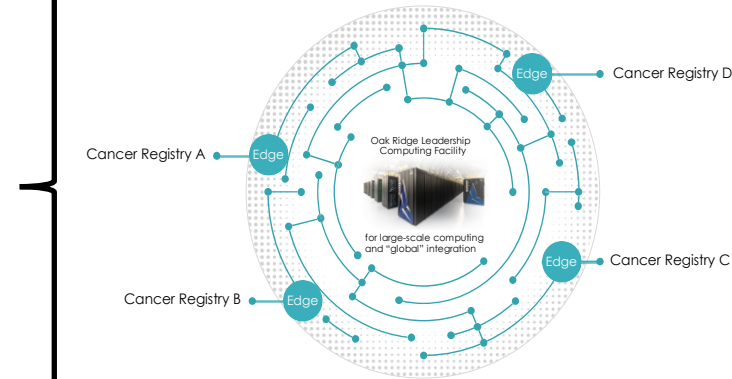 Edge
Cancer Registry D
Oak Ridge Leadership
Computing Facility
Cancer Registry A
Edge
for large-scale computing
and “global” integration
Edge
Cancer Registry C
Cancer Registry B
Edge